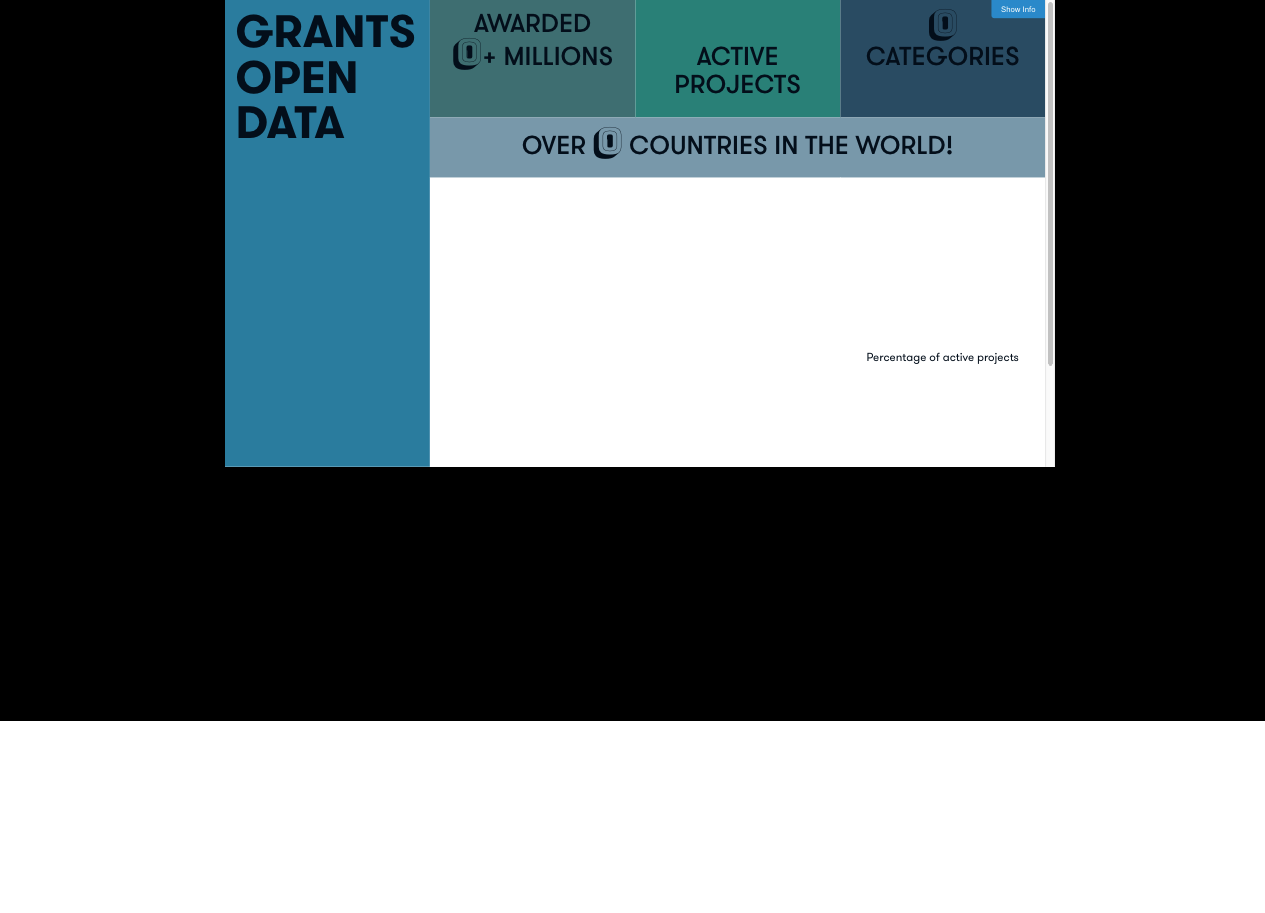 GRANTS
OPEN
DATA
AWARDED
0+ MILLIONS
ACTIVE
PROJECTS
0
CATEGORIES
Show Info
OVER 0 COUNTRIES IN THE WORLD!
Percentage of active projects